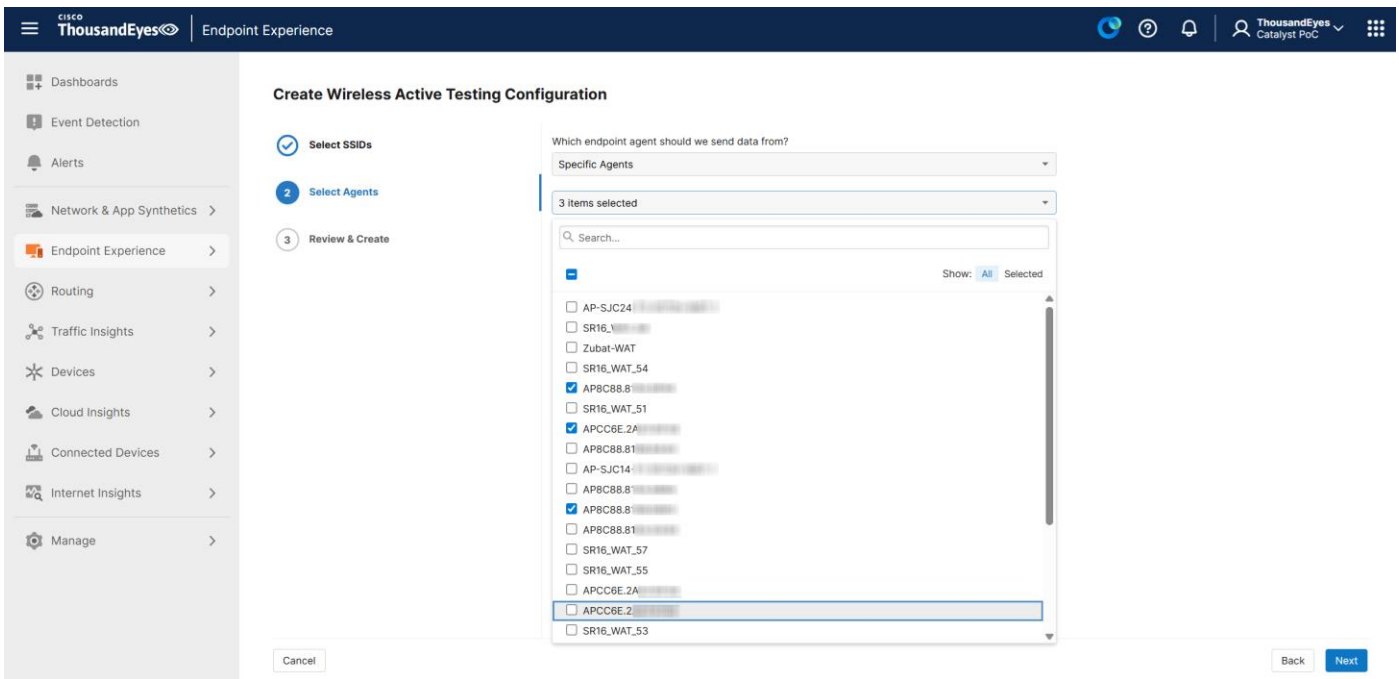 CISCO
ThousandEyes
Endpoint Experience
ThousandEyes
Catalyst PoC
Dashboards
Event Detection
Alerts
Network & App Synthetics
Endpoint Experience
Routing
Traffic Insights
Devices
Cloud Insights
Connected Devices
Internet Insights
Manage
Create Wireless Active Testing Configuration
Select SSIDs
2 Select Agents
3 Review & Create
Which endpoint agent should we send data from?
Specific Agents
3 items selected
Search...
Show: All Selected
AP-SJC24
SR16_
Zubat-WAT
SR16_WAT_54
AP8C88.8
SR16_WAT_51
APCC6E.2A
AP8C88.81
AP-SJC14-
AP8C88.8
AP8C88.8
AP8C88.81
SR16_WAT_57
SR16_WAT_55
APCC6E.2A
APCC6E.2
SR16_WAT_53
Cancel
Back Next